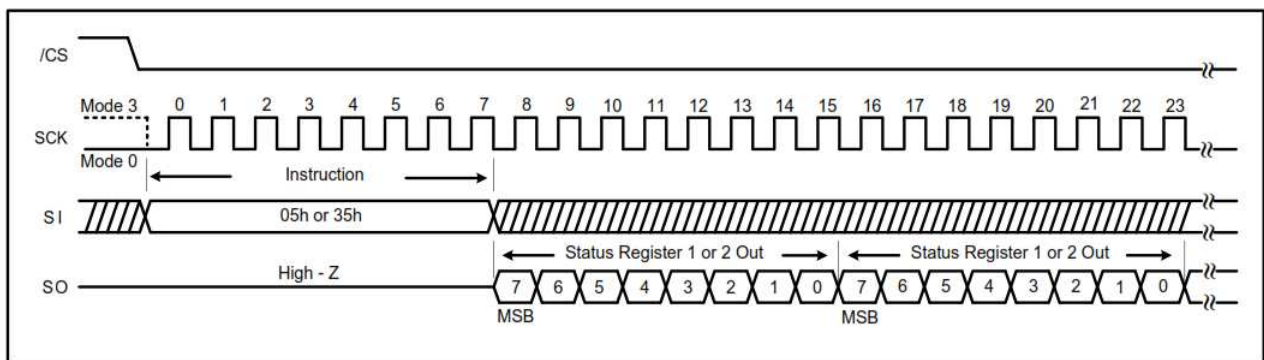 /CS
Mode 3 0 1 2 3 4 5 6 7 8 9 10 11 12 13 14 15 16 17 18 19 20 21 22 23
SCK
Mode 0
Instruction
SI 05h or 35h
Status Register 1 or 2 Out Status Register 1 or 2 Out
High - Z
SO 7 6 5 4 3 2 1 0 7 6 5 4 3 2 1 0
MSB MSB